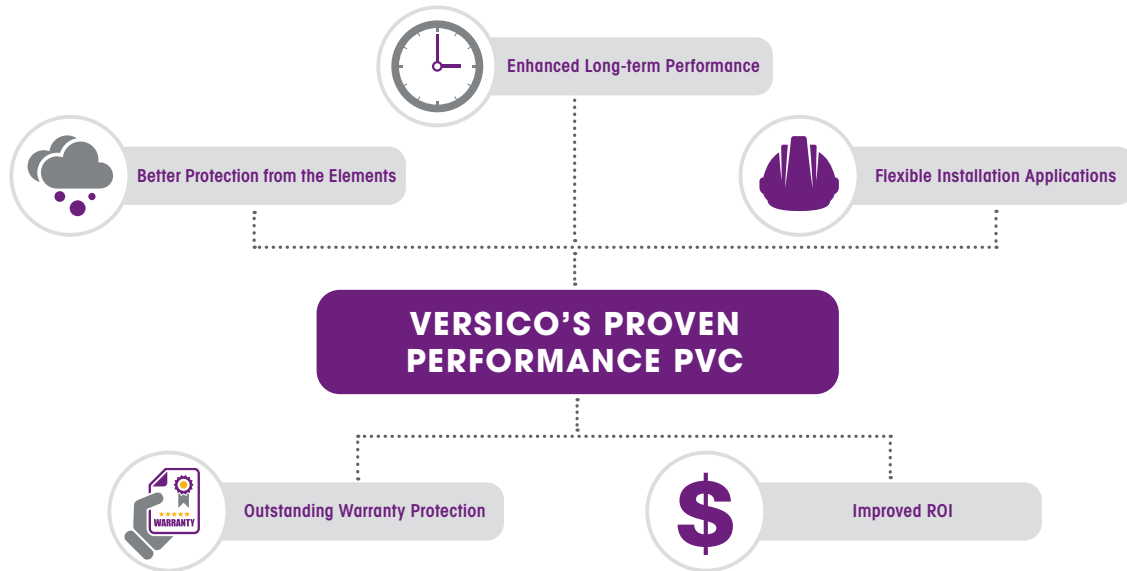 Enhanced Long-term Performance
Better Protection from the Elements
Flexible Installation Applications
VERSICO’S PROVEN
PERFORMANCE PVC
WARRANTY
Outstanding Warranty Protection
$
Improved ROI